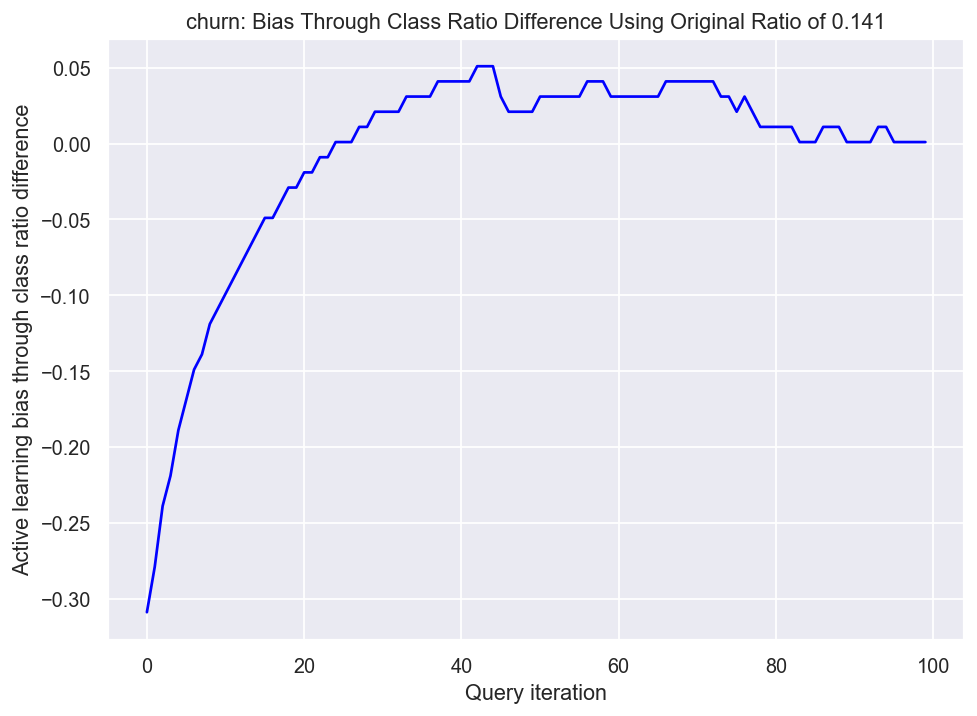 churn: Bias Through Class Ratio Difference Using Original Ratio of 0.141
Active learning bias through class ratio difference
0.05
0.00
−0.05
−0.10
−0.15
−0.20
−0.25
−0.30
0 20 40 60 80 100
Query iteration